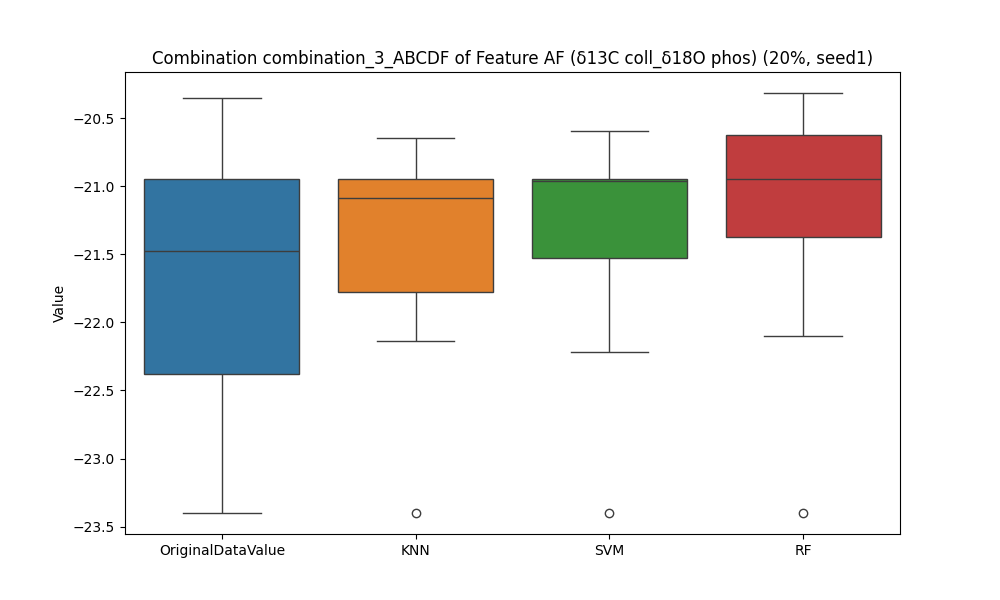 Combination combination_3_ABCDF of Feature AF (δ13C coll_δ18O phos) (20%, seed1)
Value
−20.5
−21.0
−21.5
−22.0
−22.5
−23.0
−23.5
OriginalDataValue
KNN
SVM
RF